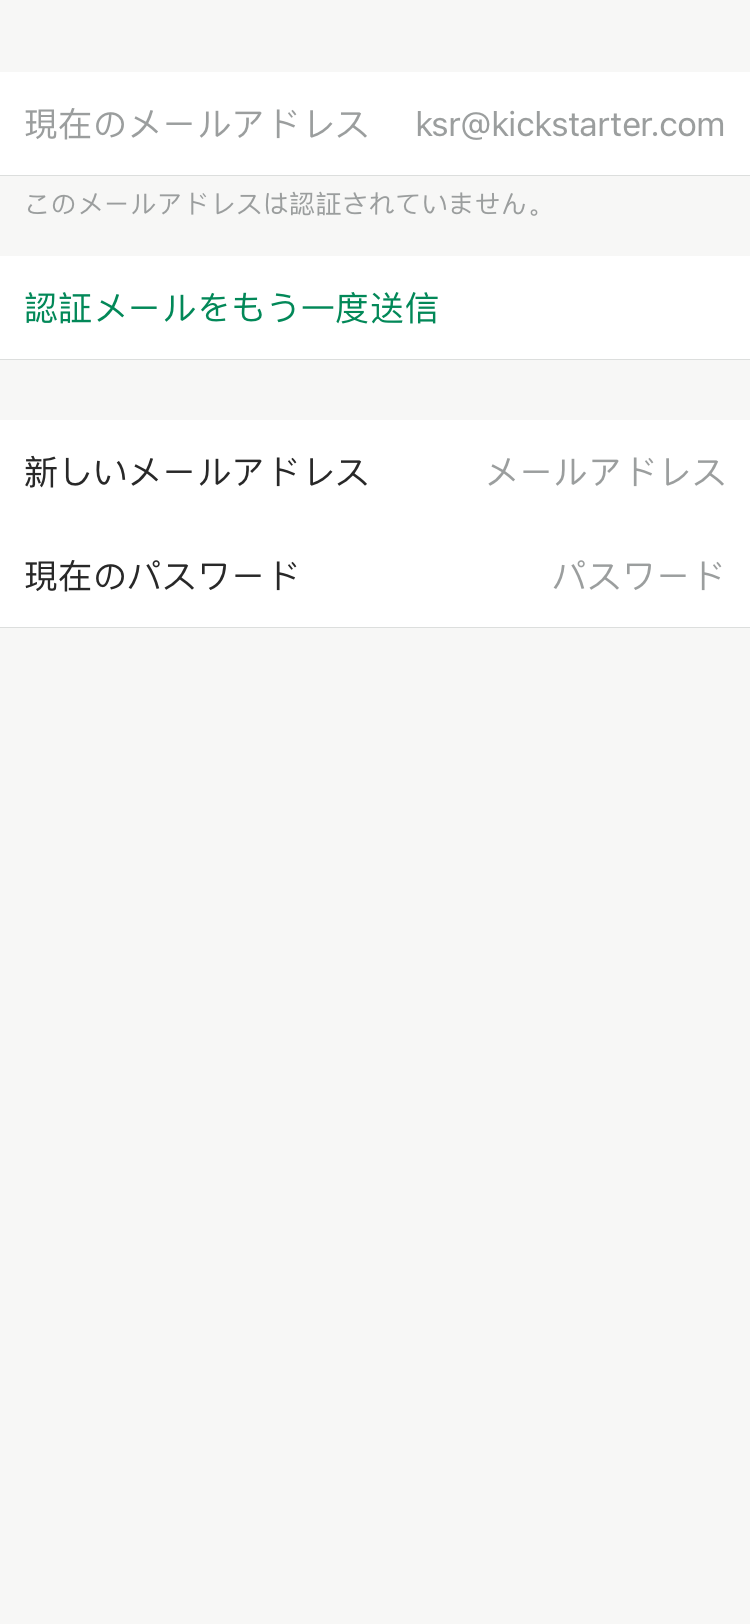 現在のメールアドレス ksr@kickstarter.com
このメールアドレスは認証されていません。
認証メールをもう一度送信
新しいメールアドレス メールアドレス
現在のパスワード パスワード